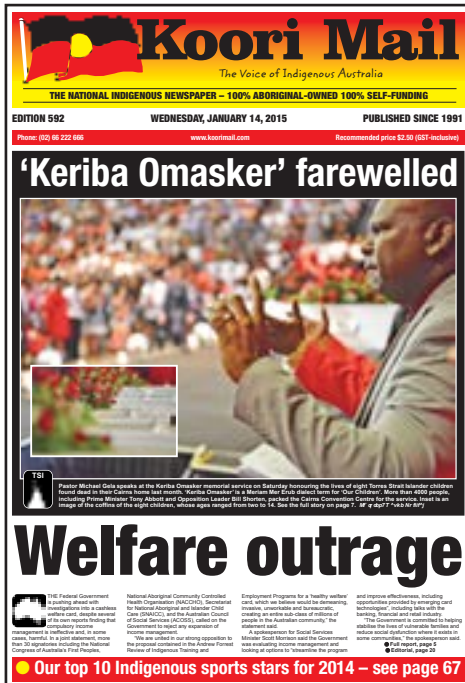 Koori Mail
The Voice of Indigenous Australia
THE NATIONAL INDIGENOUS NEWSPAPER – 100% ABORIGINAL-OWNED 100% SELF-FUNDING
EDITION 592 WEDNESDAY, JANUARY 14, 2015 PUBLISHED SINCE 1991
Phone: (02) 66 222 666 www.koorimail.com Recommended price $2.50 (GST-inclusive)
‘Keriba Omasker’ farewelled
TSI
Pastor Michael Gela speaks at the Keriba Omasker memorial service on Saturday honouring the lives of eight Torres Strait Islander children
found dead in their Cairns home last month. ‘Keriba Omasker’ is a Meriam Mer Erub dialect term for ‘Our Children’. More than 4000 people,
including Prime Minister Tony Abbott and Opposition Leader Bill Shorten, packed the Cairns Convention Centre for the service. Inset is an
image of the coffins of the eight children, whose ages ranged from two to 14. See the full story on page 7.
Welfare outrage
THE Federal Government
is pushing ahead with
investigations into a cashless
welfare card, despite several
of its own reports finding that
compulsory income
management is ineffective and, in some
cases, harmful. In a joint statement, more
than 30 signatories including the National
Congress of Australia’s First Peoples,
National Aboriginal Community Controlled
Health Organisation (NACCHO), Secretariat
for National Aboriginal and Islander Child
Care (SNAICC), and the Australian Council
of Social Services (ACOSS), called on the
Government to reject any expansion of
income management.
“We are united in our strong opposition to
the proposal contained in the Andrew Forrest
Review of Indigenous Training and
Employment Programs for a ‘healthy welfare’
card, which we believe would be demeaning,
invasive, unworkable and bureaucratic,
creating an entire sub-class of millions of
people in the Australian community,” the
statement said.
A spokesperson for Social Services
Minister Scott Morrison said the Government
was evaluating income management and
looking at options to “streamline the program
and improve effectiveness, including
opportunities provided by emerging card
technologies”, including talks with the
banking, financial and retail industry.
“The Government is committed to helping
stabilise the lives of vulnerable families and
reduce social dysfunction where it exists in
some communities,” the spokesperson said.
● Full report, page 5
● Editorial, page 20
● Our top 10 Indigenous sports stars for 2014 – see page 67